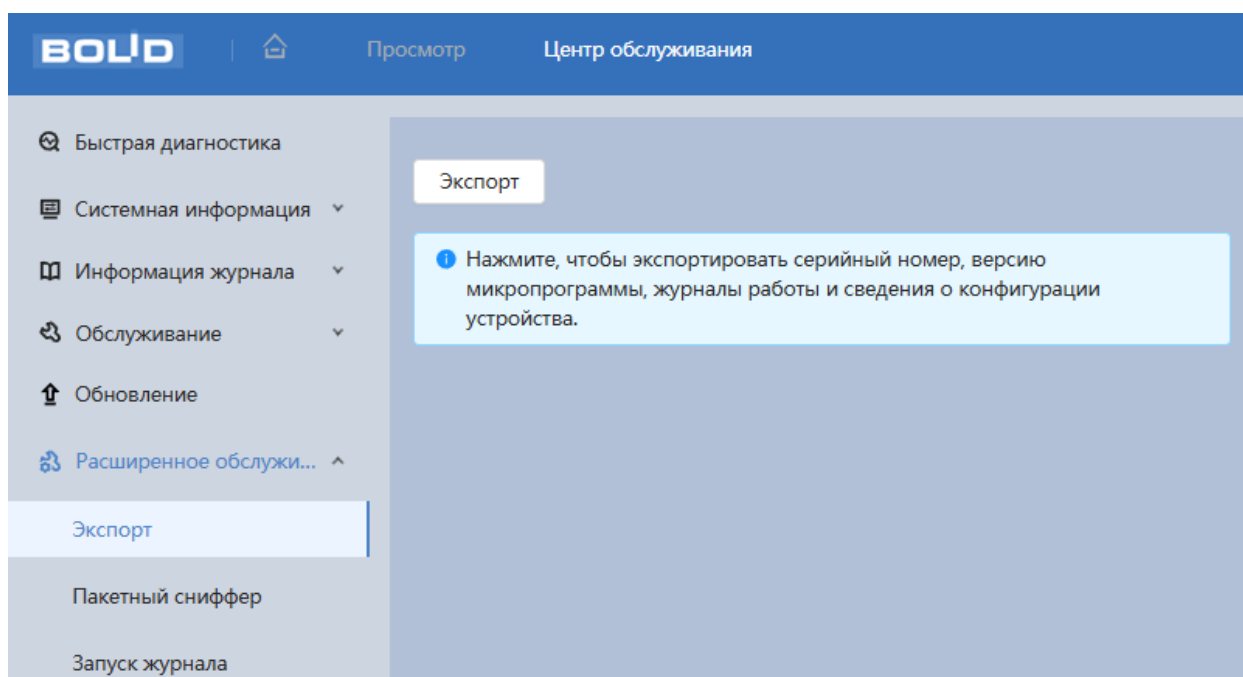 BOLID
Просмотр
Центр обслуживания
Быстрая диагностика
Системная информация
Информация журнала
Обслуживание
Обновление
Расширенное обслужи...
Экспорт
Пакетный сниффер
Запуск журнала
Экспорт
Нажмите, чтобы экспортировать серийный номер, версию
микропрограммы, журналы работы и сведения о конфигурации
устройства.